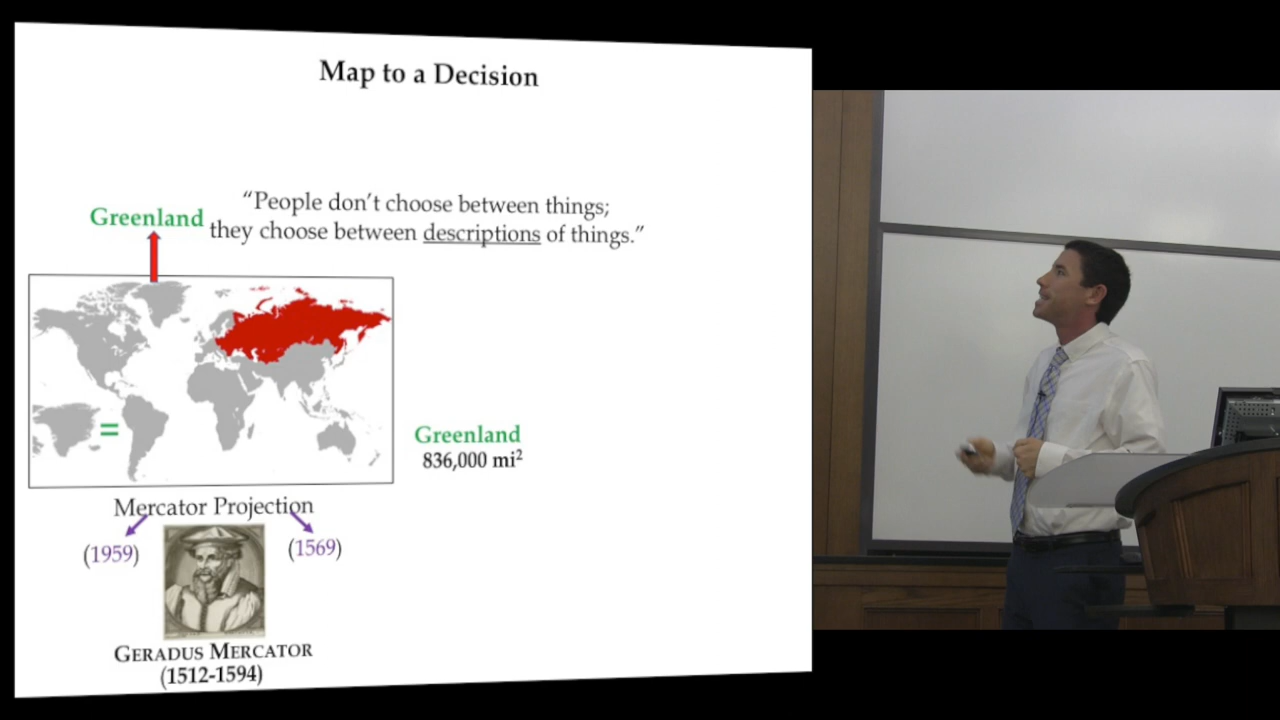 Map to a Decision
“People don’t choose between things;
they choose between descriptions of things.”
Greenland
=
Greenland
836,000 mi²
Mercator Projection
(1959)
(1569)
GERADUS MERCATOR
(1512-1594)